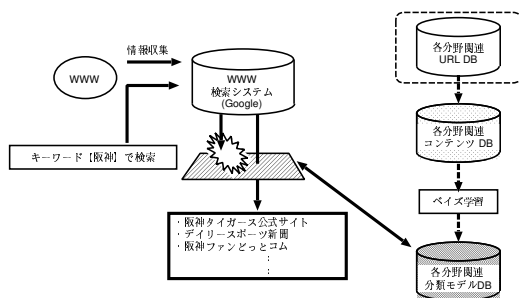 情報収集
WWW
WWW
検索システム
(Google)
キーワード【阪神】で検索
・阪神タイガース公式サイト
・デイリースポーツ新聞
・阪神ファンどっとコム
:
:
各分野関連
URL DB
各分野関連
コンテンツ DB
ベイズ学習
各分野関連
分類モデルDB